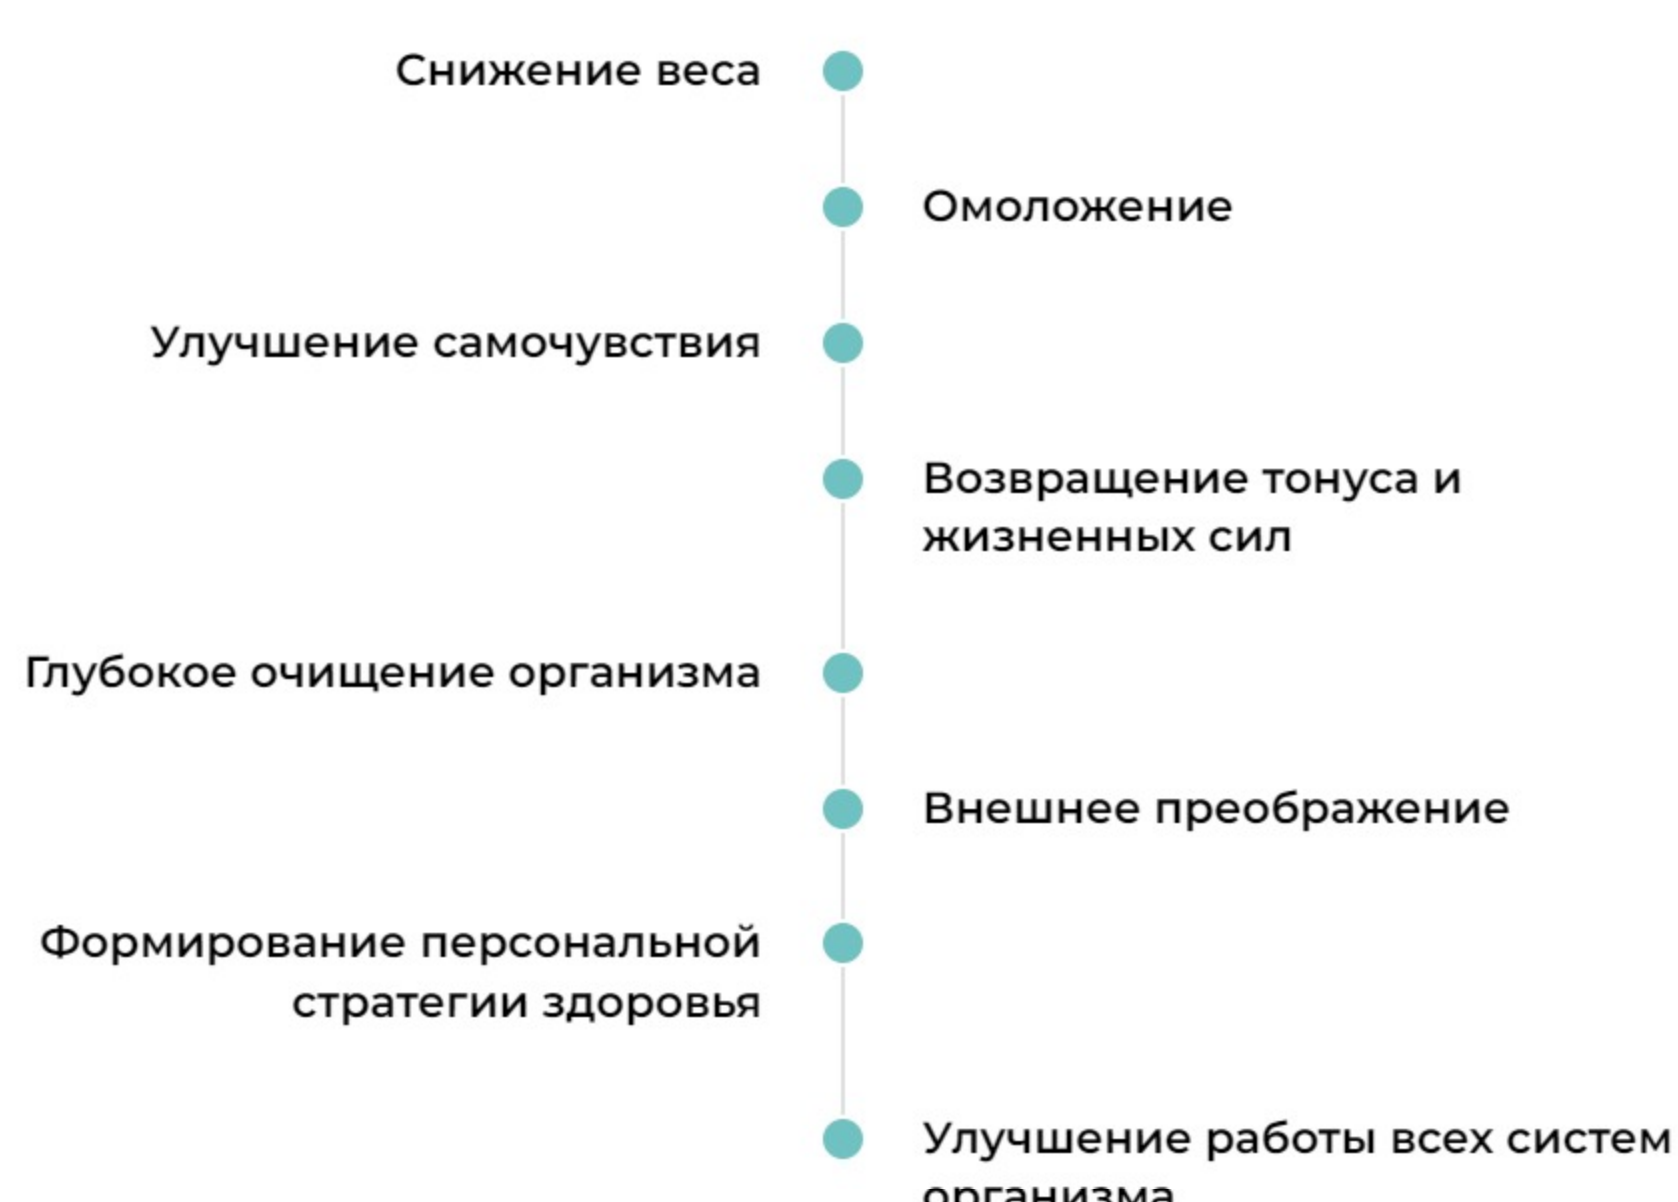 Снижение веса
Омоложение
Улучшение самочувствия
Возвращение тонуса и
жизненных сил
Глубокое очищение организма
Внешнее преображение
Формирование персональной
стратегии здоровья
Улучшение работы всех систем
организма